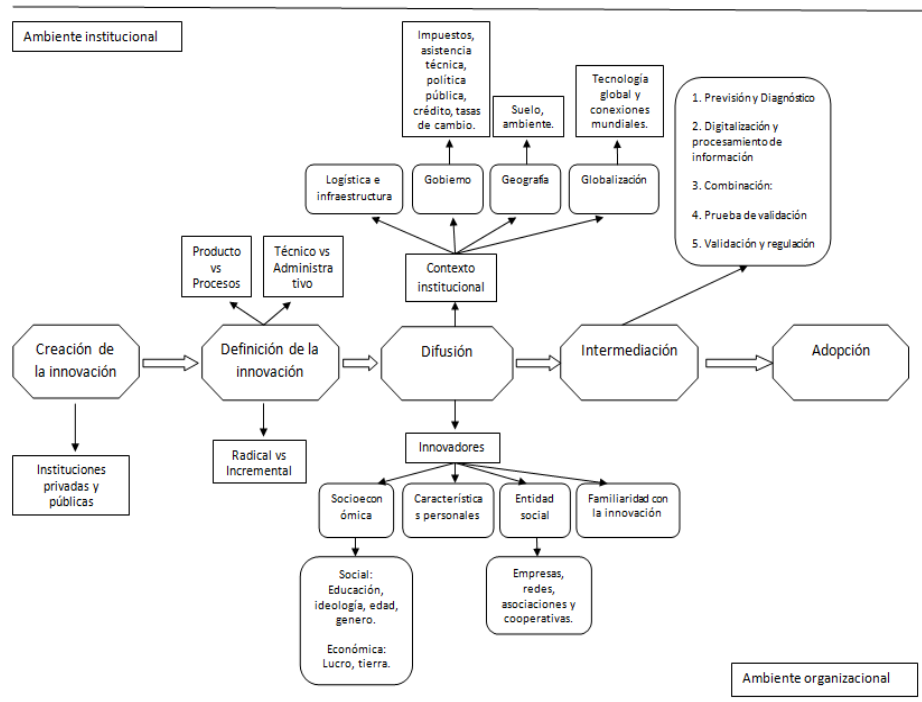 Ambiente institucional
Impuestos,
asistencia
técnica,
política
pública,
crédito, tasas
de cambio.
Suelo,
ambiente.
Tecnología
global y
conexiones
mundiales.
1. Previsión y Diagnóstico
2. Digitalización y
procesamiento de
información
3. Combinación:
4. Prueba de validación
5. Validación y regulación
Logística e
infraestructura
Gobierno
Geografía
Globalización
Producto
vs
Procesos
Técnico vs
Administra
tivo
Contexto
institucional
Creación de
la innovación
Definición de la
innovación
Difusión
Intermediación
Adopción
Instituciones
privadas y
públicas
Radical vs
Incremental
Innovadores
Socioecon
ómica
Característica
s personales
Entidad
social
Familiaridad con
la innovación
Social:
Educación,
ideología, edad,
genero.
Económica:
Lucro, tierra.
Empresas,
redes,
asociaciones y
cooperativas.
Ambiente organizacional